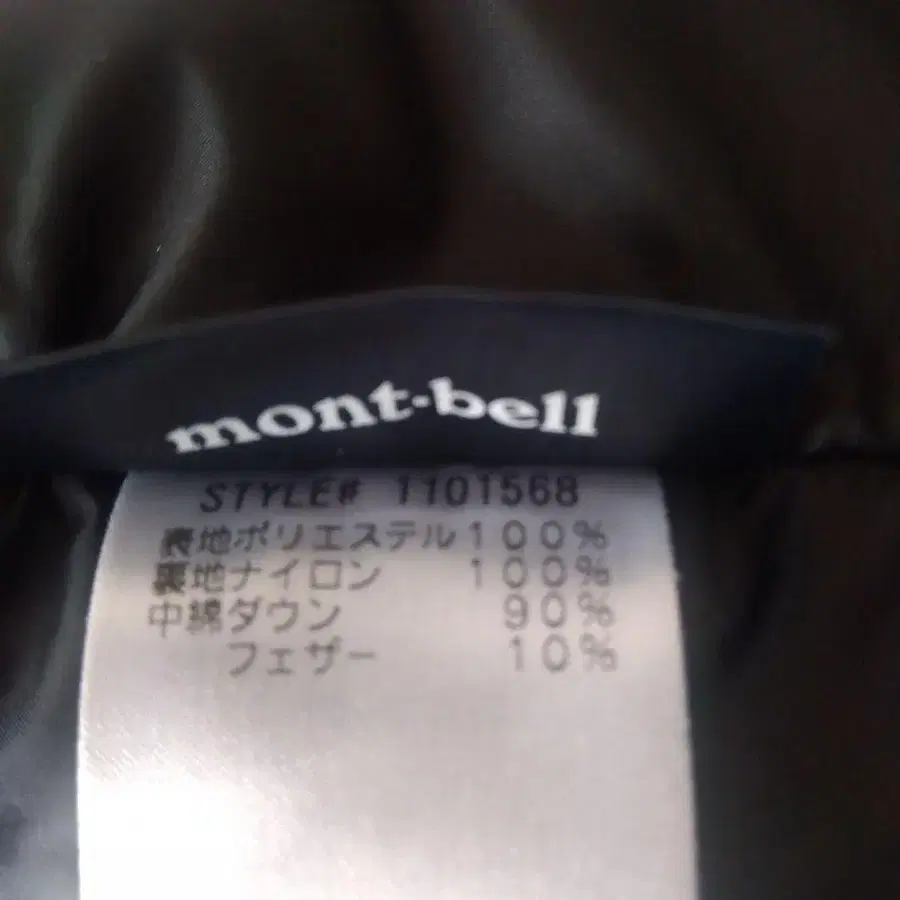 mont-bell
STYLE# 1101568
表地ポリエステル100%
裏地ナイロン 100%
中綿ダウン 90%
フェザー 10%